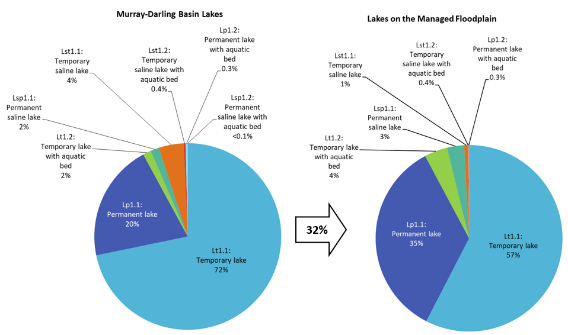 Murray-Darling Basin Lakes
Lst1.1:
Temporary
saline lake
4%
Lst1.2:
Temporary
saline lake with
aquatic bed
0.4%
Lp1.2:
Permanent lake
with aquatic
bed
0.3%
Lsp1.1:
Permanent
saline lake
2%
Lsp1.2:
Permanent
saline lake with
aquatic bed
<0.1%
Lt1.2:
Temporary lake
with aquatic
bed
2%
Lp1.1:
Permanent lake
20%
Lt1.1:
Temporary lake
72%
32%
Lakes on the Managed Floodplain
Lst1.1:
Temporary
saline lake
1%
Lst1.2:
Temporary
saline lake with
aquatic bed
0.4%
Lp1.2:
Permanent lake
with aquatic
bed
0.3%
Lsp1.1:
Permanent
saline lake
3%
Lt1.2:
Temporary lake
with aquatic bed
4%
Lp1.1:
Permanent lake
35%
Lt1.1:
Temporary lake
57%